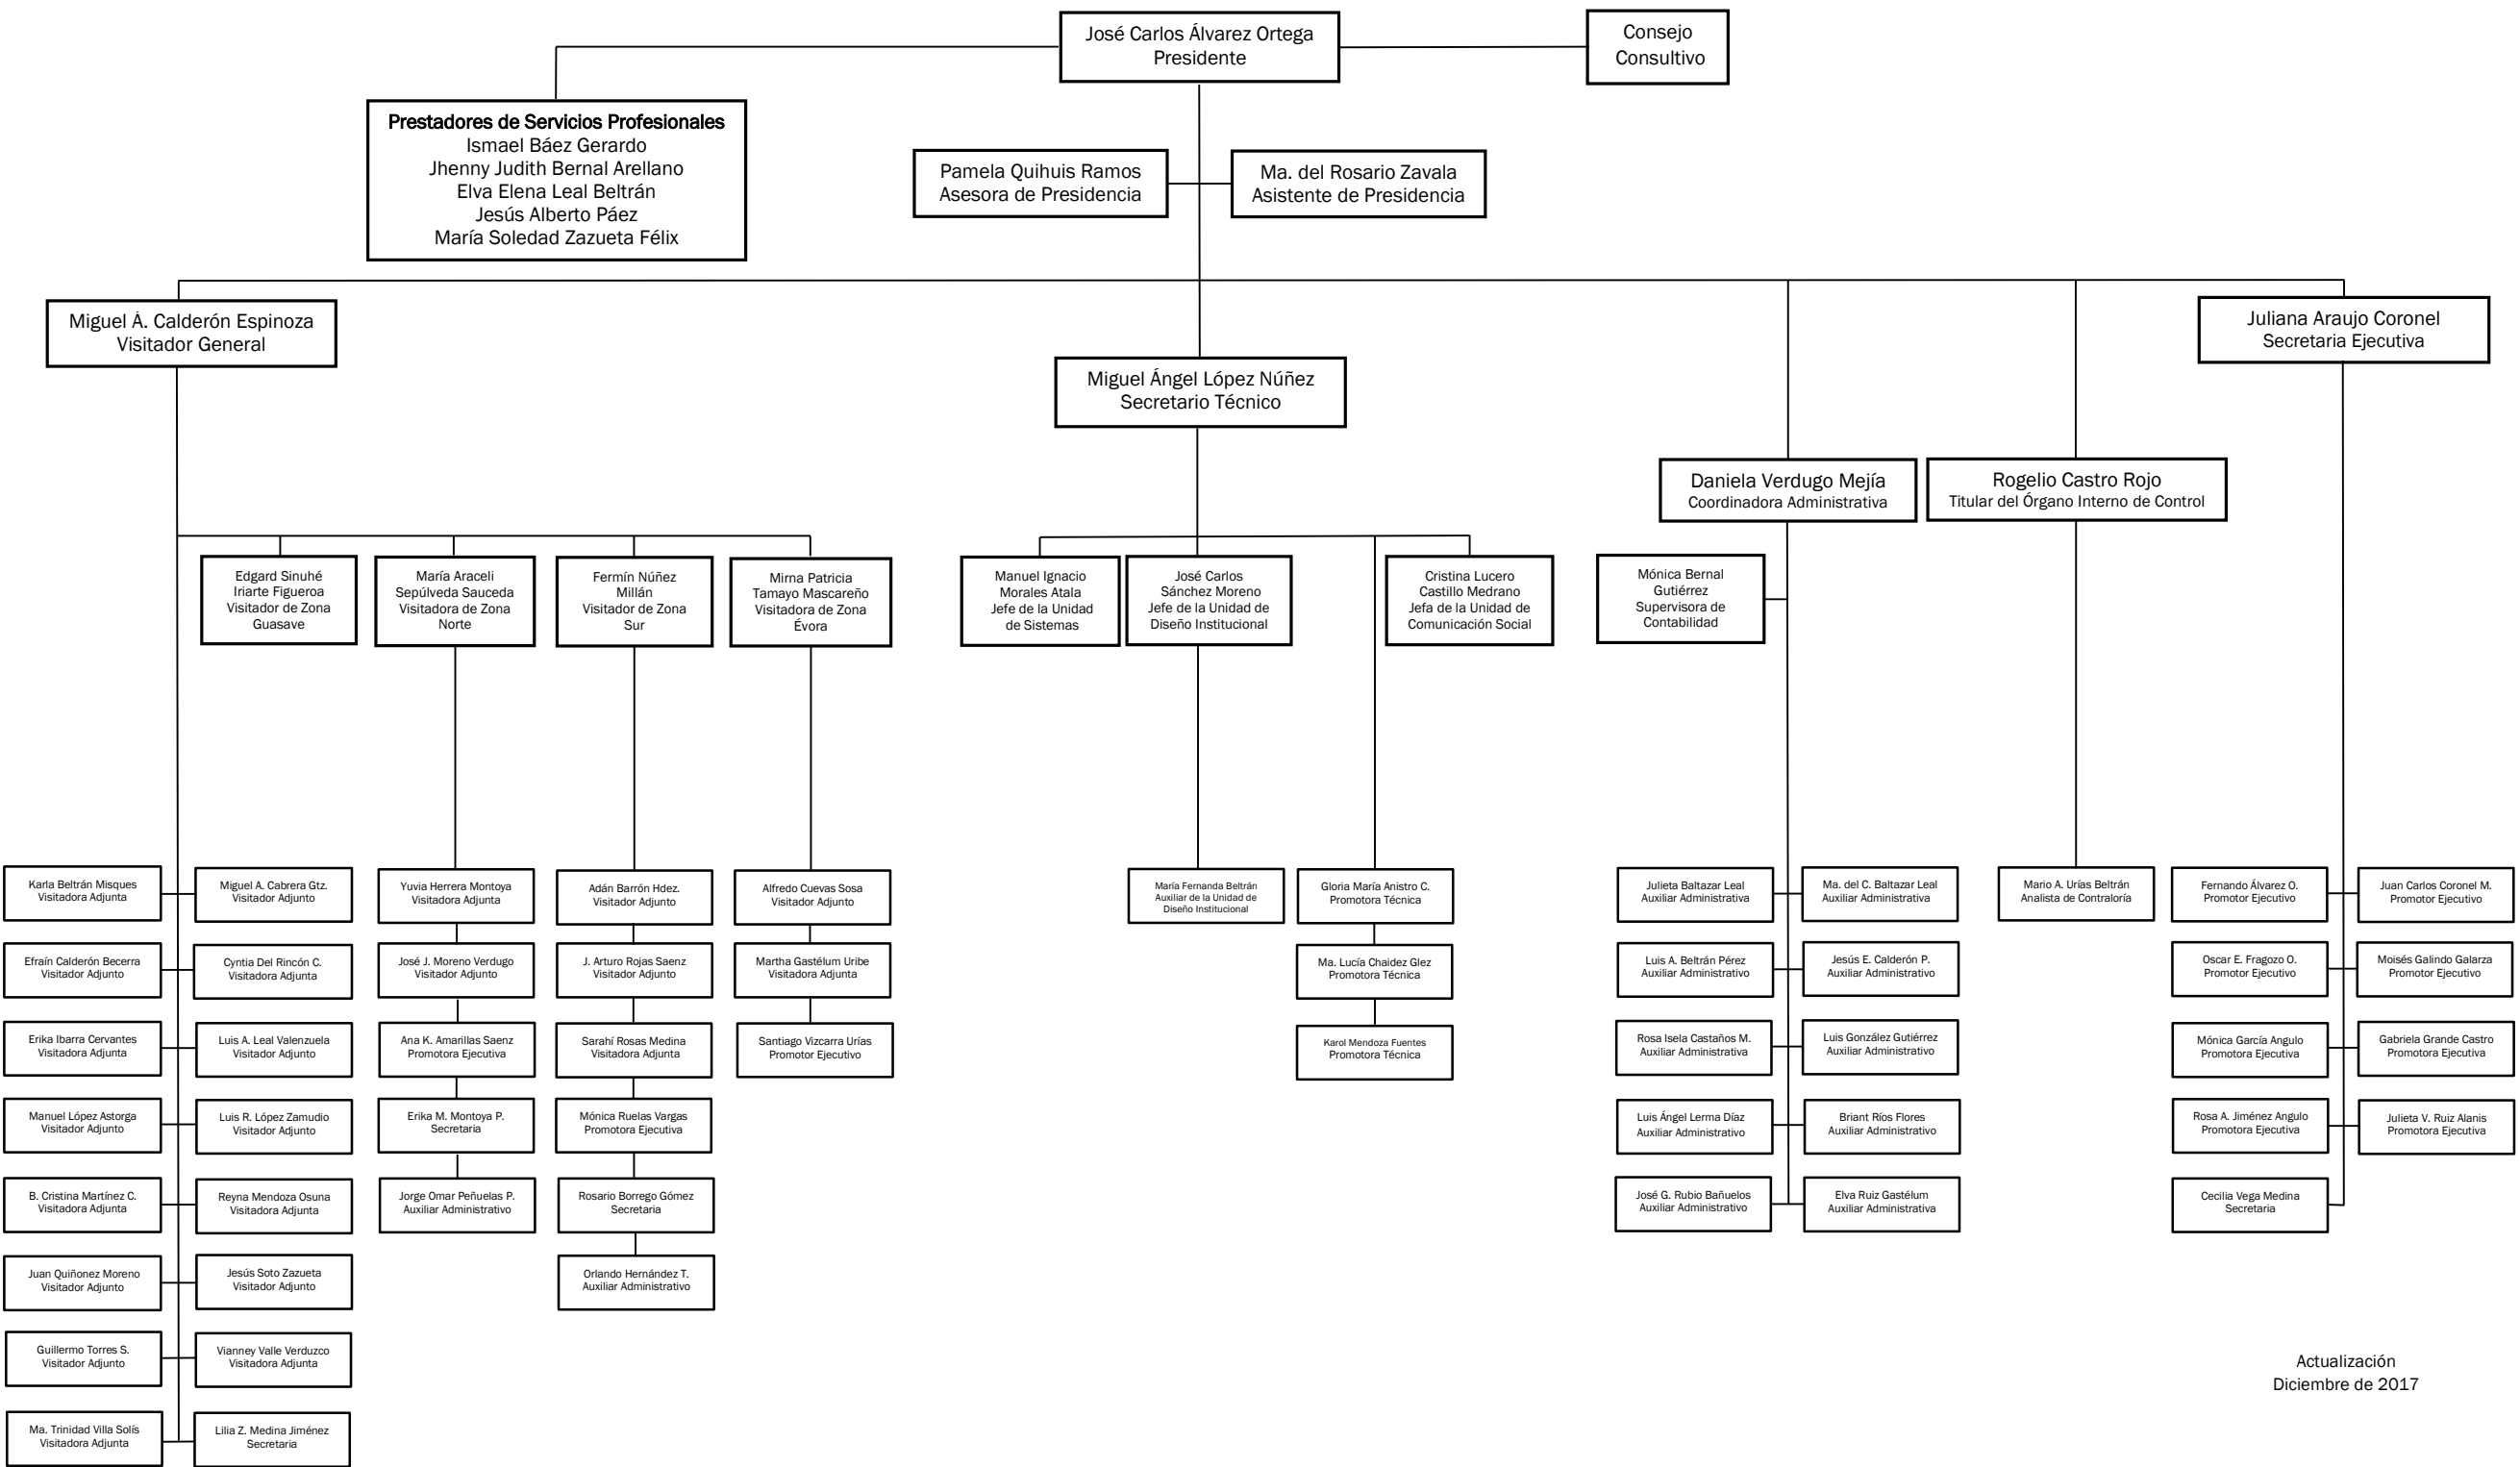 José Carlos Álvarez Ortega
Presidente
Consejo
Consultivo
Prestadores de Servicios Profesionales
Ismael Báez Gerardo
Jhenny Judith Bernal Arellano
Elva Elena Leal Beltrán
Jesús Alberto Páez
María Soledad Zazueta Félix
Pamela Quihuis Ramos
Asesora de Presidencia
Ma. del Rosario Zavala
Asistente de Presidencia
Miguel Á. Calderón Espinoza
Visitador General
Juliana Araujo Coronel
Secretaria Ejecutiva
Miguel Ángel López Núñez
Secretario Técnico
Daniela Verdugo Mejía
Coordinadora Administrativa
Rogelio Castro Rojo
Titular del Órgano Interno de Control
Edgard Sinuhé
Iriarte Figueroa
Visitador de Zona
Guasave
María Araceli
Sepúlveda Sauceda
Visitadora de Zona
Norte
Fermín Núñez
Millán
Visitador de Zona
Sur
Mirna Patricia
Tamayo Mascareño
Visitadora de Zona
Évora
Manuel Ignacio
Morales Atala
Jefe de la Unidad
de Sistemas
José Carlos
Sánchez Moreno
Jefe de la Unidad de
Diseño Institucional
Cristina Lucero
Castillo Medrano
Jefa de la Unidad de
Comunicación Social
Mónica Bernal
Gutiérrez
Supervisora de
Contabilidad
Karla Beltrán Misques
Visitadora Adjunta
Miguel A. Cabrera Gtz.
Visitador Adjunto
Yuvia Herrera Montoya
Visitadora Adjunta
Adán Barrón Hdez.
Visitador Adjunto
Alfredo Cuevas Sosa
Visitador Adjunto
María Fernanda Beltrán
Auxiliar de la Unidad de
Diseño Institucional
Gloria María Anistro C.
Promotora Técnica
Julieta Baltazar Leal
Auxiliar Administrativa
Ma. del C. Baltazar Leal
Auxiliar Administrativa
Mario A. Urías Beltrán
Analista de Contraloría
Fernando Álvarez O.
Promotor Ejecutivo
Juan Carlos Coronel M.
Promotor Ejecutivo
Efraín Calderón Becerra
Visitador Adjunto
Cyntia Del Rincón C.
Visitadora Adjunta
José J. Moreno Verdugo
Visitador Adjunto
J. Arturo Rojas Saenz
Visitador Adjunto
Martha Gastélum Uribe
Visitadora Adjunta
Ma. Lucía Chaidez Glez
Promotora Técnica
Luis A. Beltrán Pérez
Auxiliar Administrativo
Jesús E. Calderón P.
Auxiliar Administrativo
Oscar E. Fragozo O.
Promotor Ejecutivo
Moisés Galindo Galarza
Promotor Ejecutivo
Erika Ibarra Cervantes
Visitadora Adjunta
Luis A. Leal Valenzuela
Visitador Adjunto
Ana K. Amarillas Saenz
Promotora Ejecutiva
Sarahí Rosas Medina
Visitadora Adjunta
Santiago Vizcarra Urías
Promotor Ejecutivo
Karol Mendoza Fuentes
Promotora Técnica
Rosa Isela Castaños M.
Auxiliar Administrativa
Luis González Gutiérrez
Auxiliar Administrativo
Mónica García Angulo
Promotora Ejecutiva
Gabriela Grande Castro
Promotora Ejecutiva
Manuel López Astorga
Visitador Adjunto
Luis R. López Zamudio
Visitador Adjunto
Erika M. Montoya P.
Secretaria
Mónica Ruelas Vargas
Promotora Ejecutiva
Luis Ángel Lerma Díaz
Auxiliar Administrativo
Briant Ríos Flores
Auxiliar Administrativo
Rosa A. Jiménez Angulo
Promotora Ejecutiva
Julieta V. Ruiz Alanis
Promotora Ejecutiva
B. Cristina Martínez C.
Visitadora Adjunta
Reyna Mendoza Osuna
Visitadora Adjunta
Jorge Omar Peñuelas P.
Auxiliar Administrativo
Rosario Borrego Gómez
Secretaria
José G. Rubio Bañuelos
Auxiliar Administrativo
Elva Ruiz Gastélum
Auxiliar Administrativa
Cecilia Vega Medina
Secretaria
Juan Quiñonez Moreno
Visitador Adjunto
Jesús Soto Zazueta
Visitador Adjunto
Orlando Hernández T.
Auxiliar Administrativo
Guillermo Torres S.
Visitador Adjunto
Vianney Valle Verduzco
Visitadora Adjunta
Ma. Trinidad Villa Solís
Visitadora Adjunta
Lilia Z. Medina Jiménez
Secretaria
Actualización
Diciembre de 2017